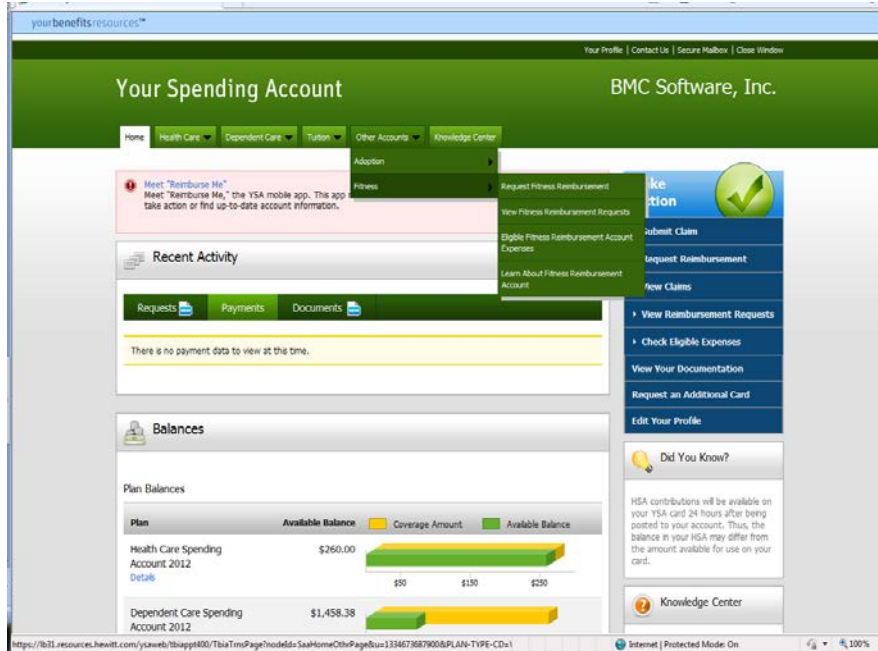 yourbenefitsresources™
Your Profile | Contact Us | Secure Mailbox | Close Window
Your Spending Account
BMC Software, Inc.
Home Health Care Dependent Care Tuition Other Accounts Knowledge Center
Adoption
Fitness
Request Fitness Reimbursement
View Fitness Reimbursement Requests
Eligible Fitness Reimbursement Account
Expenses
Learn About Fitness Reimbursement
Account
Meet "Reimburse Me"
Meet "Reimburse Me," the YSA mobile app. This app
take action or find up-to-date account information.
Recent Activity
Requests Payments Documents
There is no payment data to view at this time.
Balances
Plan Balances
Plan Available Balance Coverage Amount Available Balance
Health Care Spending
Account 2012
$260.00
Details
$50 $150 $250
Dependent Care Spending
Account 2012
$1,458.38
Submit Claim
Request Reimbursement
View Claims
View Reimbursement Requests
Check Eligible Expenses
View Your Documentation
Request an Additional Card
Edit Your Profile
Did You Know?
HSA contributions will be available on
your YSA card 24 hours after being
posted to your account. Thus, the
balance in your HSA may differ from
the amount available for use on your
card.
Knowledge Center
Internet | Protected Mode: On
100%